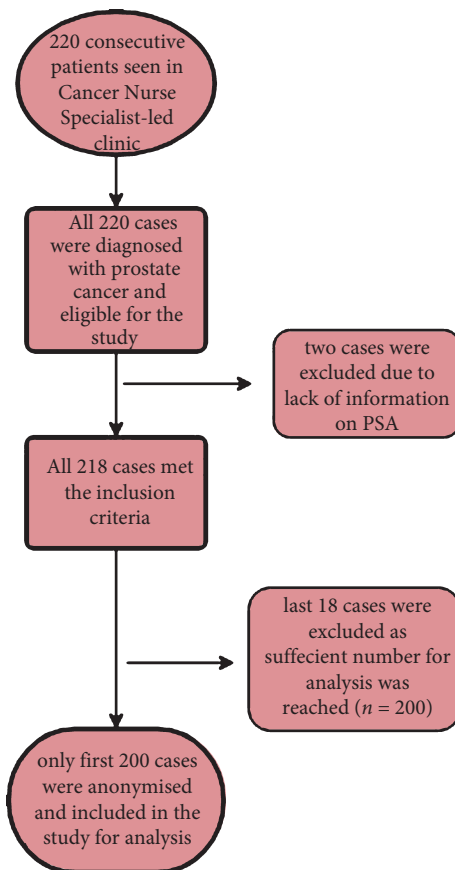 220 consecutive
patients seen in
Cancer Nurse
Specialist-led
clinic
All 220 cases
were diagnosed
with prostate
cancer and
eligible for the
study
two cases were
excluded due to
lack of information
on PSA
All 218 cases met
the inclusion
criteria
last 18 cases were
excluded as
suffecient number for
analysis was
reached (n = 200)
only first 200 cases
were anonymised
and included in the
study for analysis